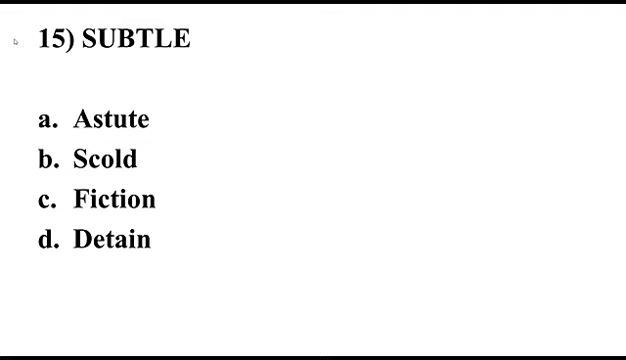 15) SUBTLE
a. Astute
b. Scold
c. Fiction
d. Detain